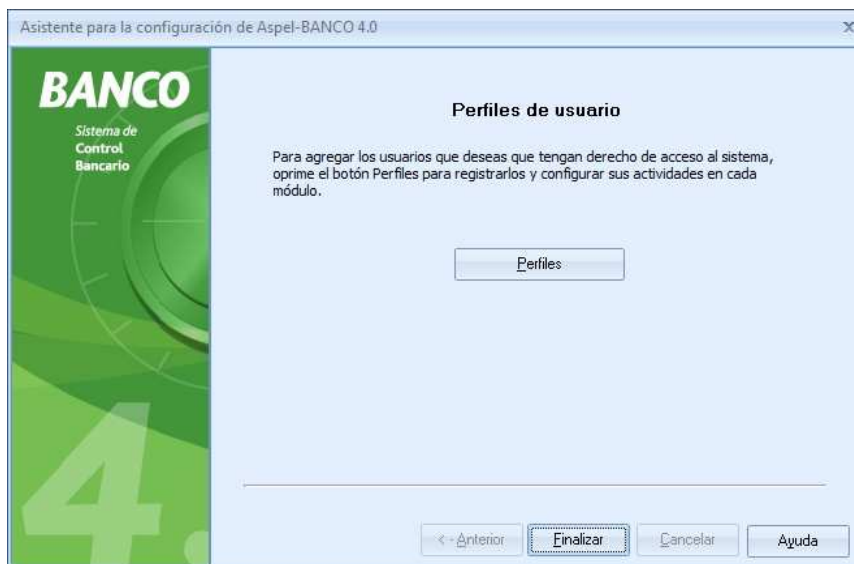 Asistente para la configuración de Aspel-BANCO 4.0
x
BANCO
Sistema de
Control
Bancario
4.
Perfiles de usuario
Para agregar los usuarios que deseas que tengan derecho de acceso al sistema,
oprime el botón Perfiles para registrarlos y configurar sus actividades en cada
módulo.
Perfiles
< - Anterior Finalizar Cancelar Ayuda